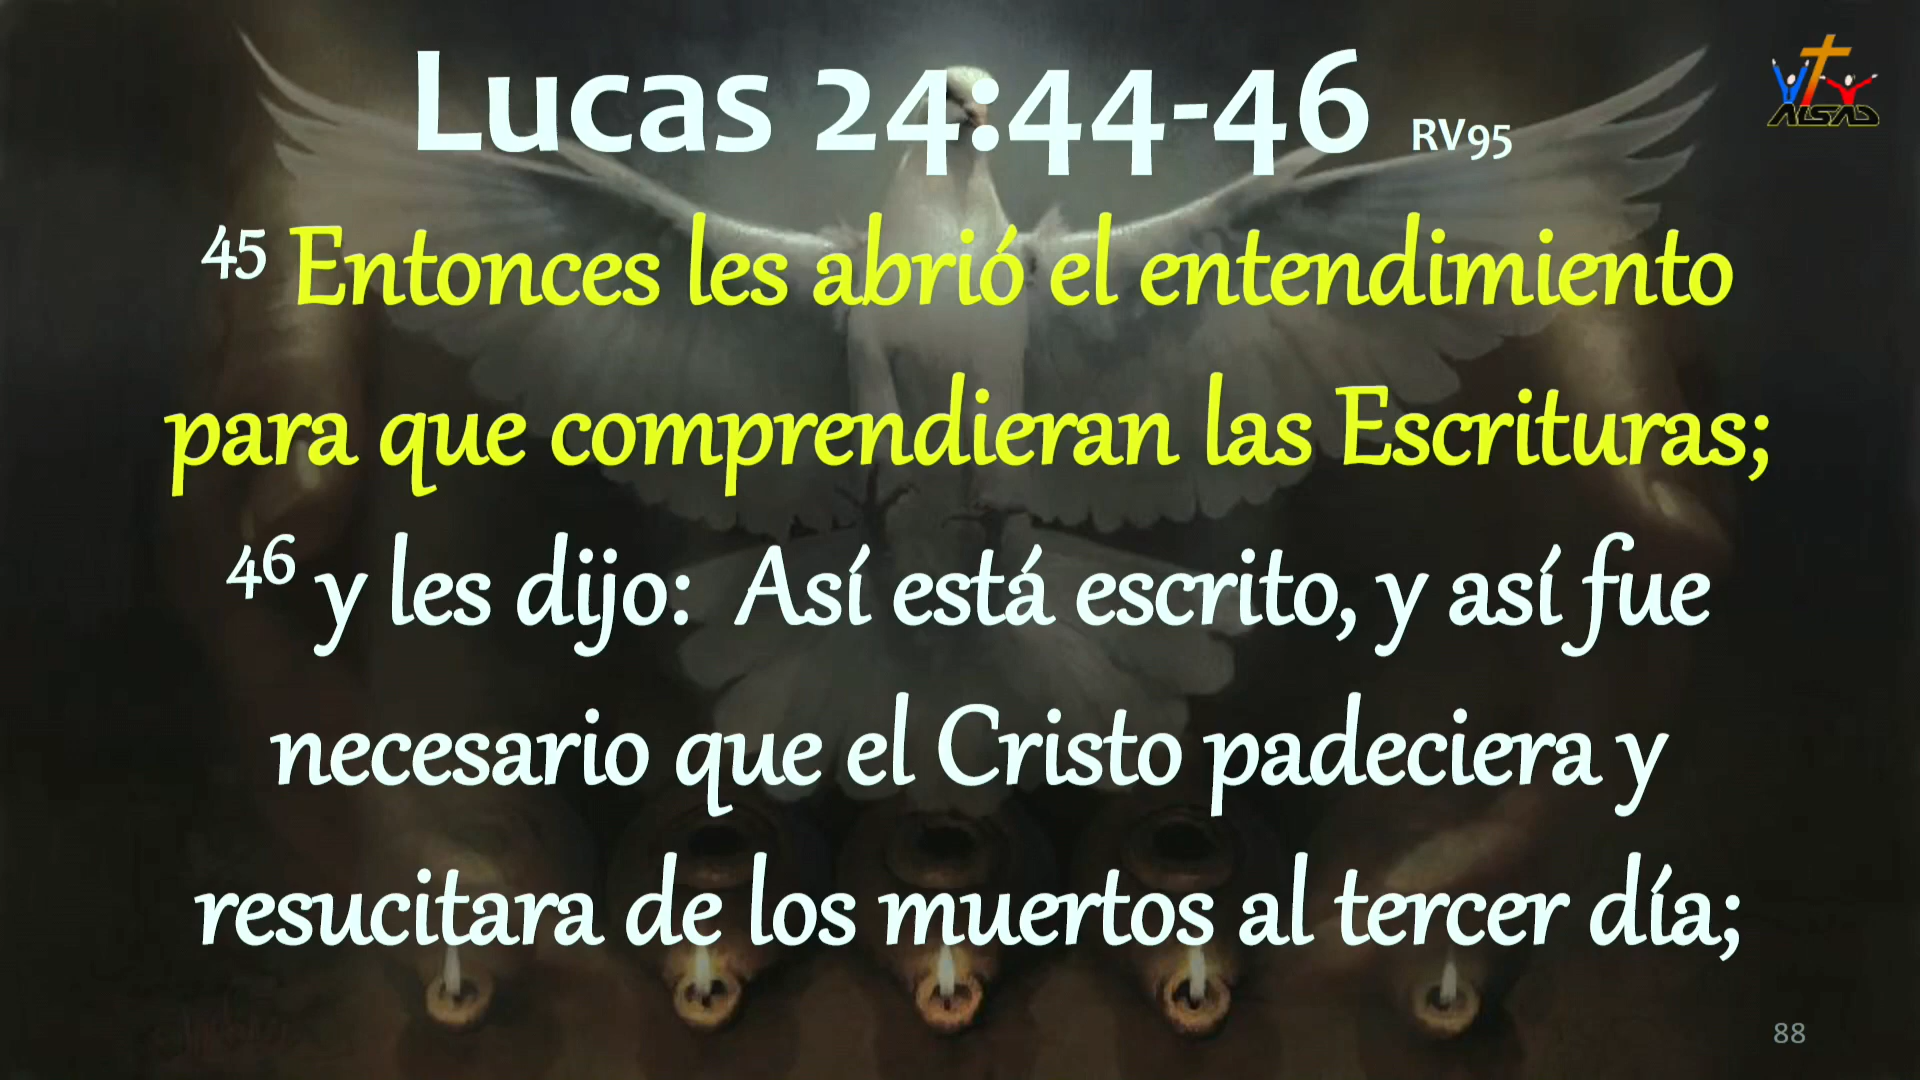 Lucas 24:44-46 RV95
ALSAD
45 Entonces les abrió el entendimiento
para que comprendieran las Escrituras;
46 y les dijo: Así está escrito, y así fue
necesario que el Cristo padeciera y
resucitara de los muertos al tercer día;
88